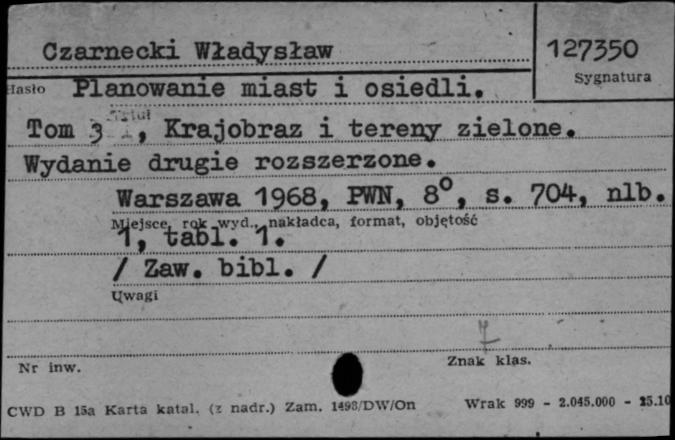 Czarnecki Władysław
127350
Sygnatura
Hasło Planowanie miast i osiedli.
Tytuł
Tom 3 , Krajobraz i tereny zielone.
Wydanie drugie rozszerzone.
Warszawa 1968, PWN, 8°, s. 704, nlb.
Miejsce, rok wyd., nakładca, format, objętość
1, tabl. 1.
/ Zaw. bibl. /
Uwagi
Nr inw.
Znak klas.
CWD B 15a Karta katal. (z nadr.) Zam. 1498/DW/On
Wrak 999 - 2.045.000 - 25.10